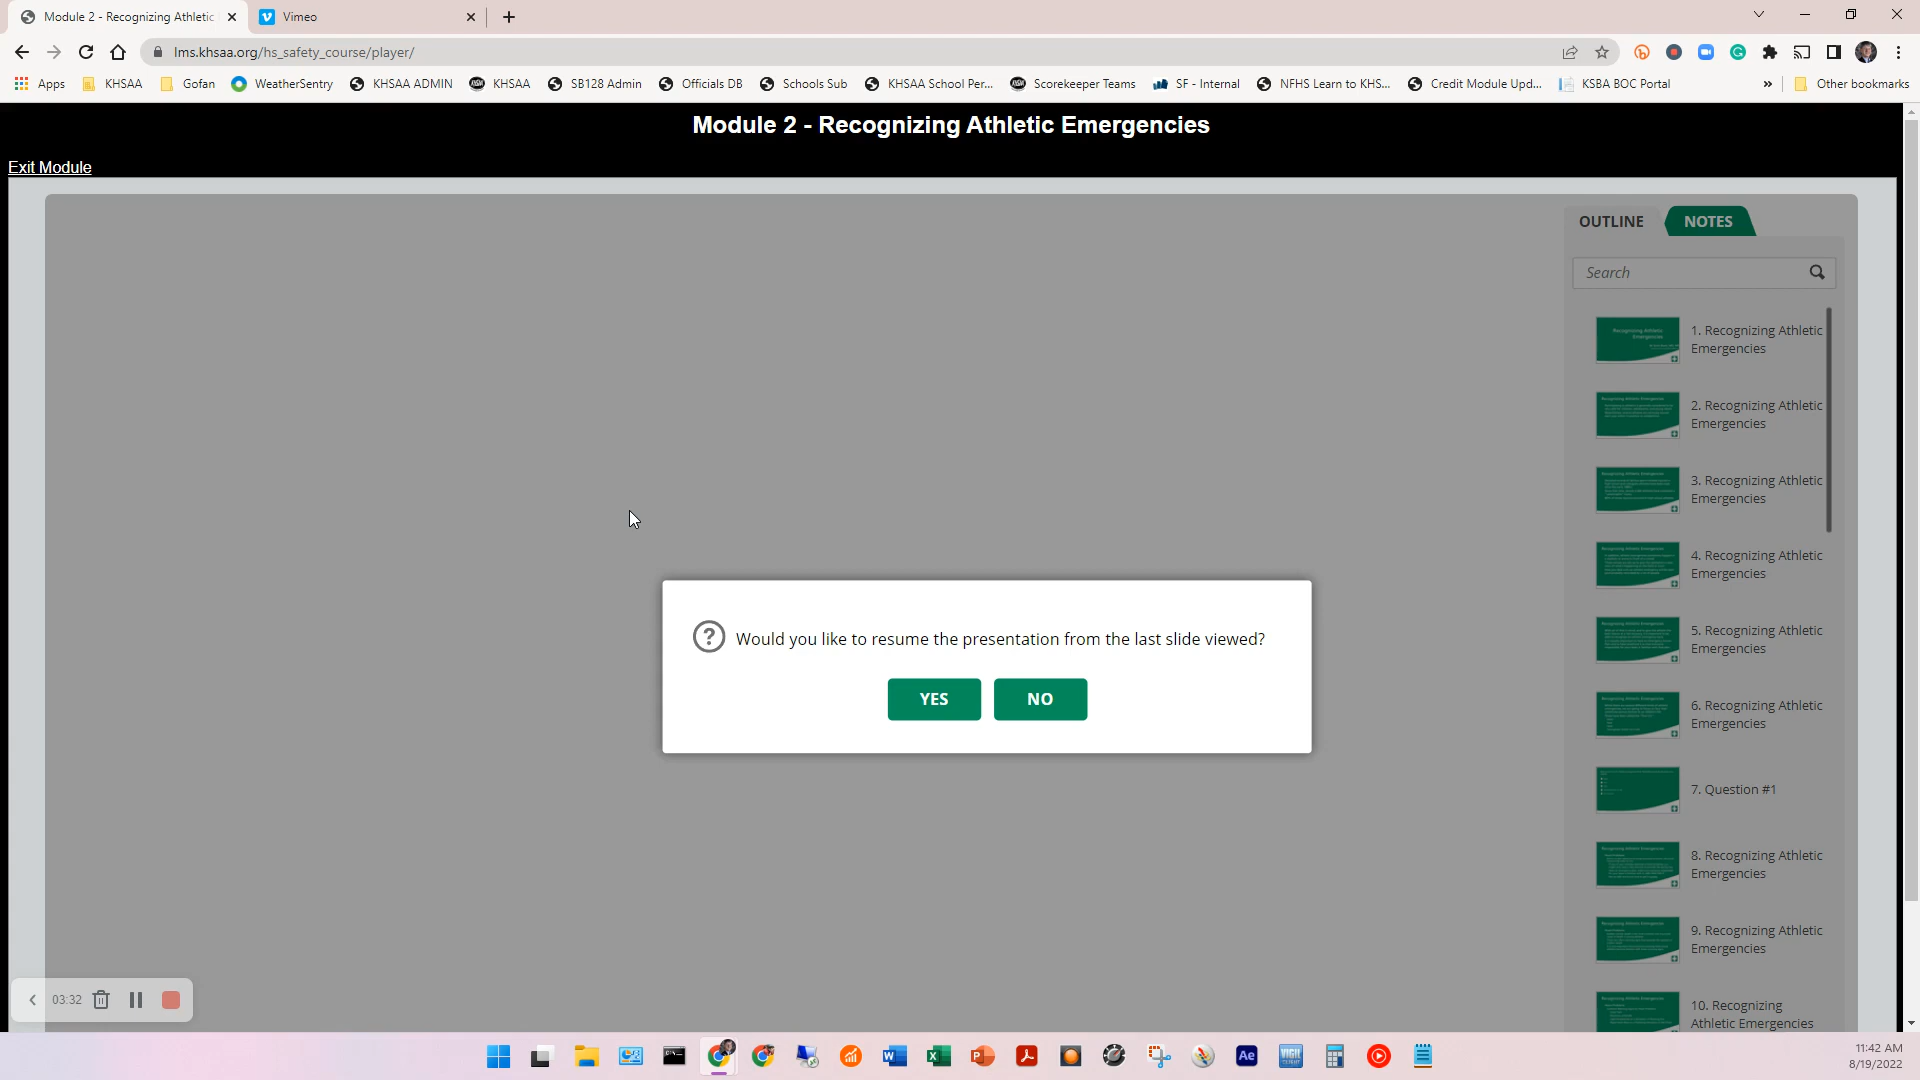 Module 2 - Recognizing Athletic
Vimeo
lms.khsaa.org/hs_safety_course/player/
Apps
KHSAA
Gofan
WeatherSentry
KHSAA ADMIN
KHSAA
SB128 Admin
Officials DB
Schools Sub
KHSAA School Per...
Scorekeeper Teams
SF - Internal
NFHS Learn to KHS...
Credit Module Upd...
KSBA BOC Portal
»
Other bookmarks
Module 2 - Recognizing Athletic Emergencies
Exit Module
OUTLINE
NOTES
Search
1. Recognizing Athletic
Emergencies
2. Recognizing Athletic
Emergencies
3. Recognizing Athletic
Emergencies
4. Recognizing Athletic
Emergencies
5. Recognizing Athletic
Emergencies
6. Recognizing Athletic
Emergencies
7. Question #1
8. Recognizing Athletic
Emergencies
9. Recognizing Athletic
Emergencies
10. Recognizing
Athletic Emergencies
Would you like to resume the presentation from the last slide viewed?
YES
NO
03:32
11:42 AM
8/19/2022